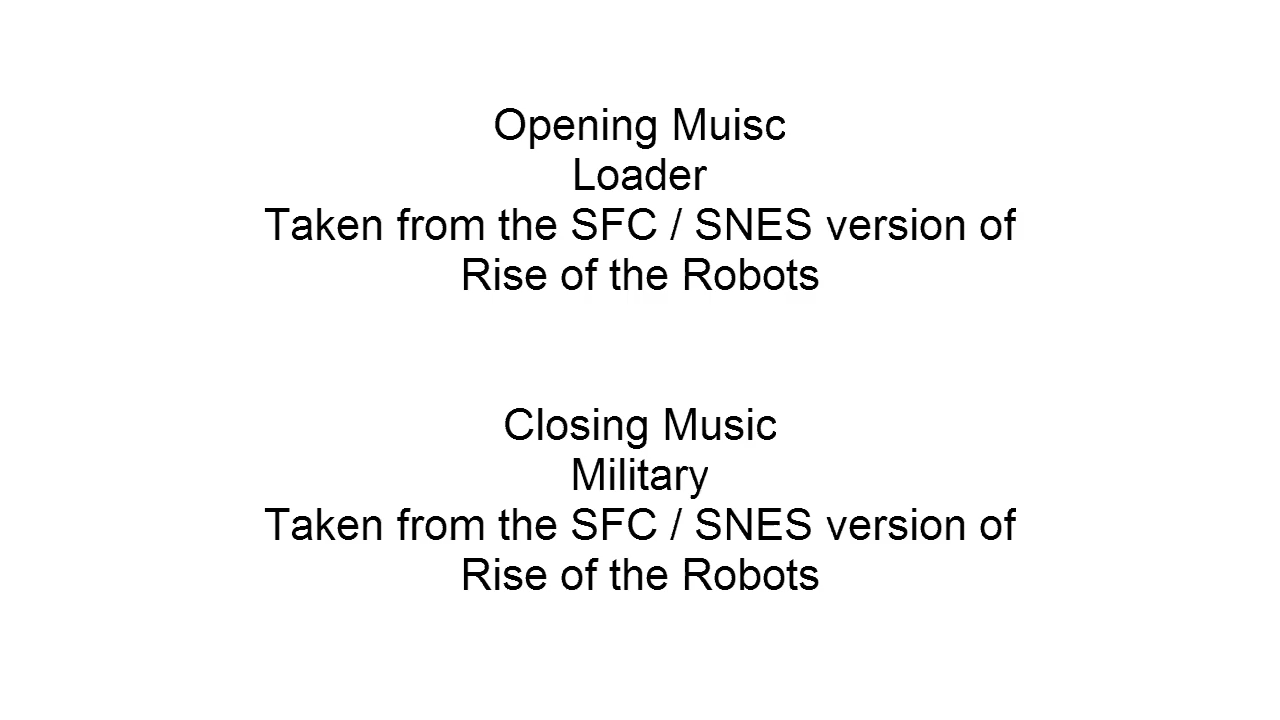 Opening Muisc
Loader
Taken from the SFC / SNES version of
Rise of the Robots
Closing Music
Military
Taken from the SFC / SNES version of
Rise of the Robots